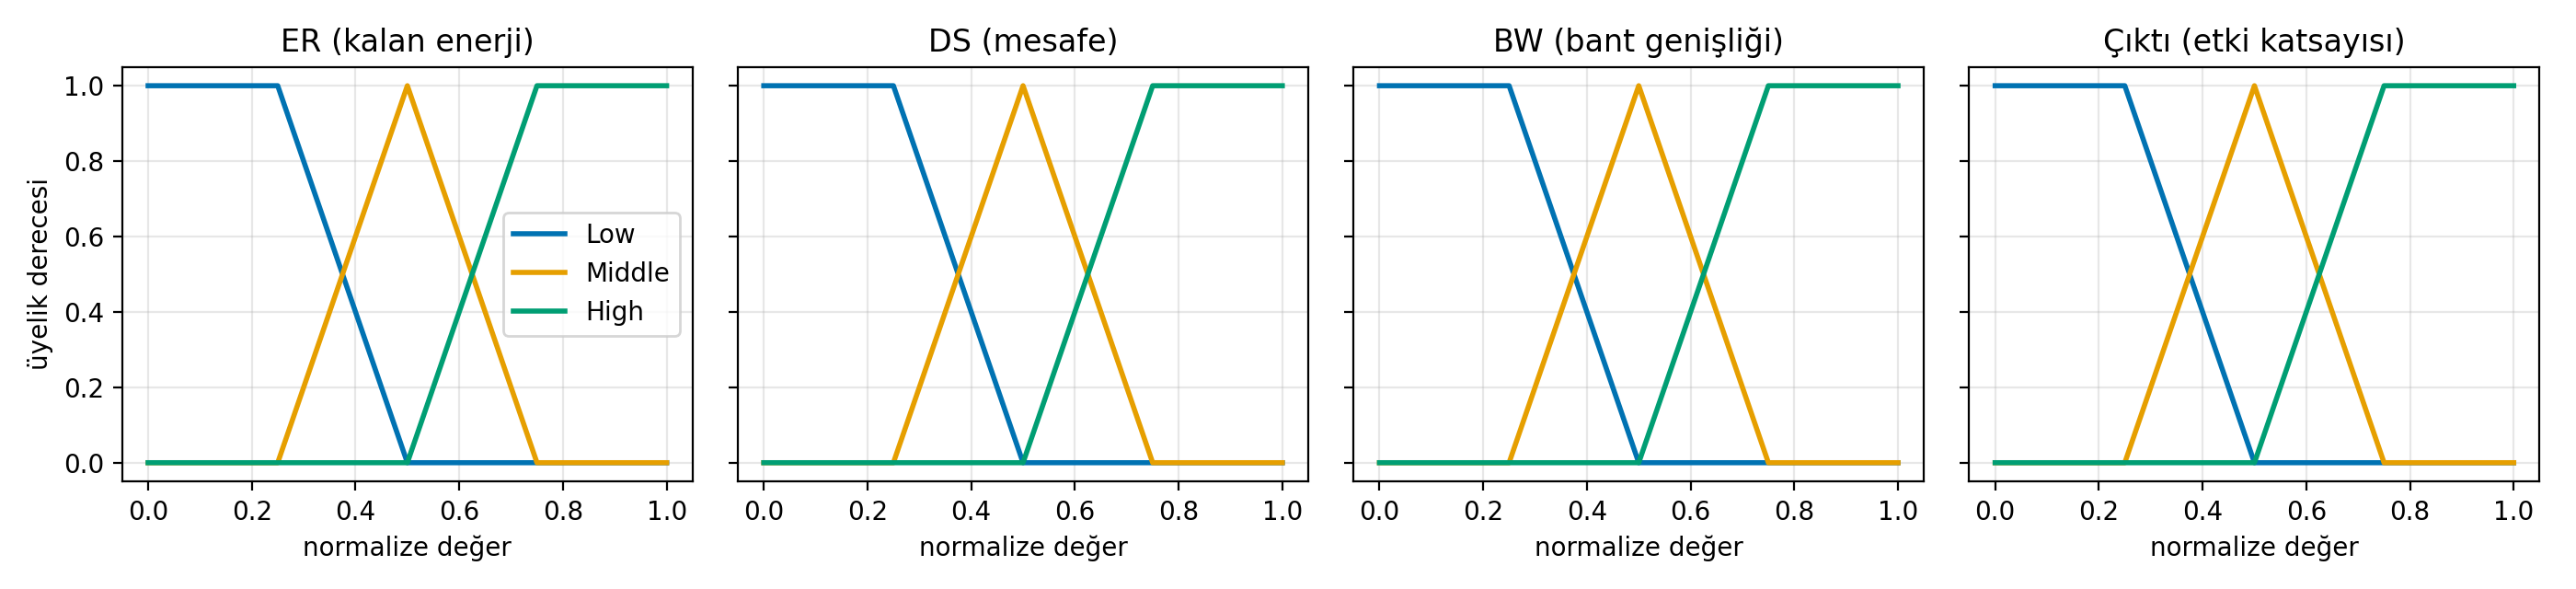 ER (kalan enerji)
DS (mesafe)
BW (bant genişliği)
Çıktı (etki katsayısı)
üyelik derecesi
1.0
0.8
0.6
0.4
0.2
0.0
Low
Middle
High
0.0 0.2 0.4 0.6 0.8 1.0
normalize değer
0.0 0.2 0.4 0.6 0.8 1.0
normalize değer
0.0 0.2 0.4 0.6 0.8 1.0
normalize değer
0.0 0.2 0.4 0.6 0.8 1.0
normalize değer